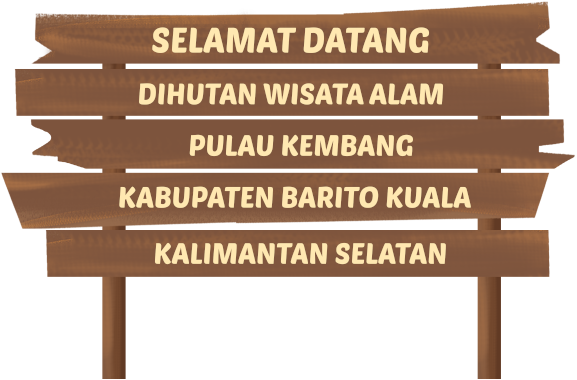 SELAMAT DATANG
DIHUTAN WISATA ALAM
PULAU KEMBANG
KABUPATEN BARITO KUALA
KALIMANTAN SELATAN